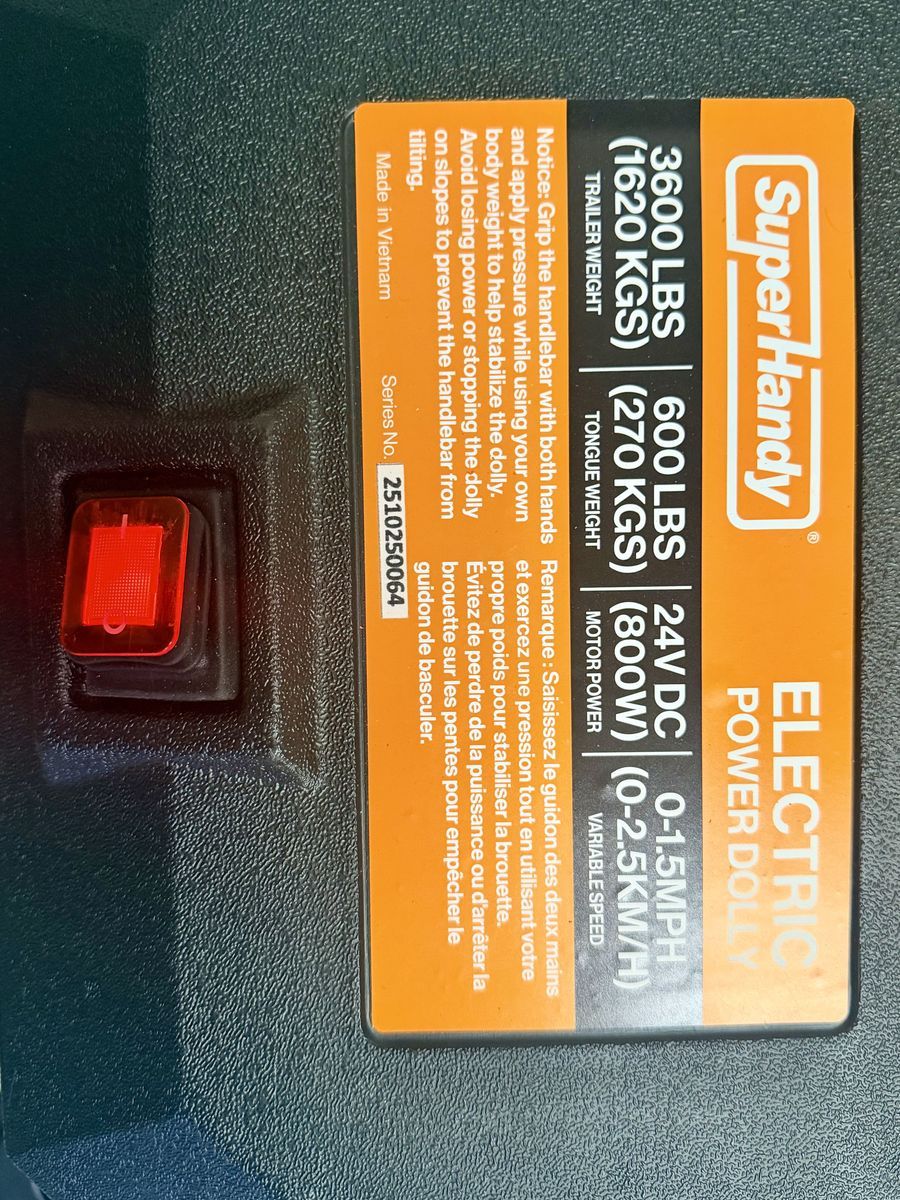 SuperHandy®
ELECTRIC
POWER DOLLY
3600 LBS
(1620 KGS)
TRAILER WEIGHT
600 LBS
(270 KGS)
TONGUE WEIGHT
24V DC
(800W)
MOTOR POWER
0-1.5MPH
(0-2.5KM/H)
VARIABLE SPEED
Notice: Grip the handlebar with both hands
and apply pressure while using your own
body weight to help stabilize the dolly.
Avoid losing power or stopping the dolly
on slopes to prevent the handlebar from
tilting.
Remarque : Saisissez le guidon des deux mains
et exercez une pression tout en utilisant votre
propre poids pour stabiliser la brouette.
Évitez de perdre de la puissance ou d'arrêter la
brouette sur les pentes pour empêcher le
guidon de basculer.
Made in Vietnam
Series No. 2510250064